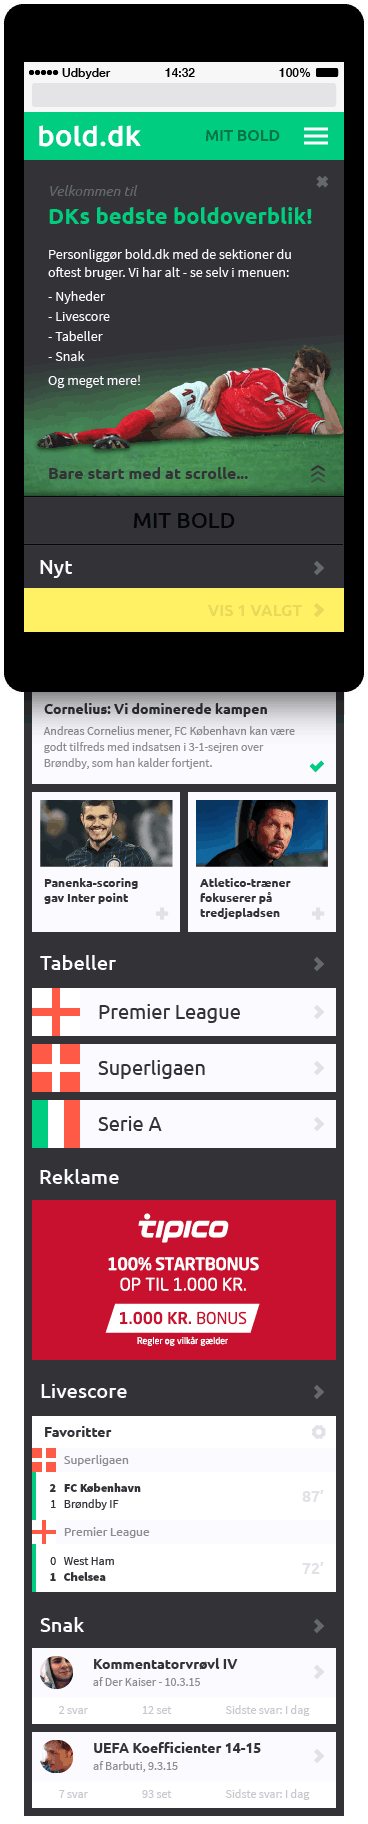 Udbyder 14:32 100%
bold.dk MIT BOLD
Velkommen til
DKs bedste boldoverblik!
Personliggør bold.dk med de sektioner du
oftest bruger. Vi har alt - se selv i menuen:
- Nyheder
- Livescore
- Tabeller
- Snak
Og meget mere!
11
11
Bare start med at scrolle...
MIT BOLD
Nyt
VIS 1 VALGT
Cornelius: Vi dominerede kampen
Andreas Cornelius mener, FC København kan være
godt tilfreds med indsatsen i 3-1-sejren over
Brøndby, som han kalder fortjent.
Panenka-scoring
gav Inter point
Atletico-træner
fokuserer på
tredjepladsen
Tabeller
Premier League
Superligaen
Serie A
Reklame
tipico
100% STARTBONUS
OP TIL 1.000 KR.
1.000 KR. BONUS
Regler og vilkår gælder
Livescore
Favoritter
Superligaen
2 FC København
1 Brøndby IF
87'
Premier League
0 West Ham
1 Chelsea
72'
Snak
Kommentatorvrøvl IV
af Der Kaiser - 10.3.15
2 svar 12 set Sidste svar: I dag
UEFA Koefficienter 14-15
af Barbuti, 9.3.15
7 svar 93 set Sidste svar: I dag